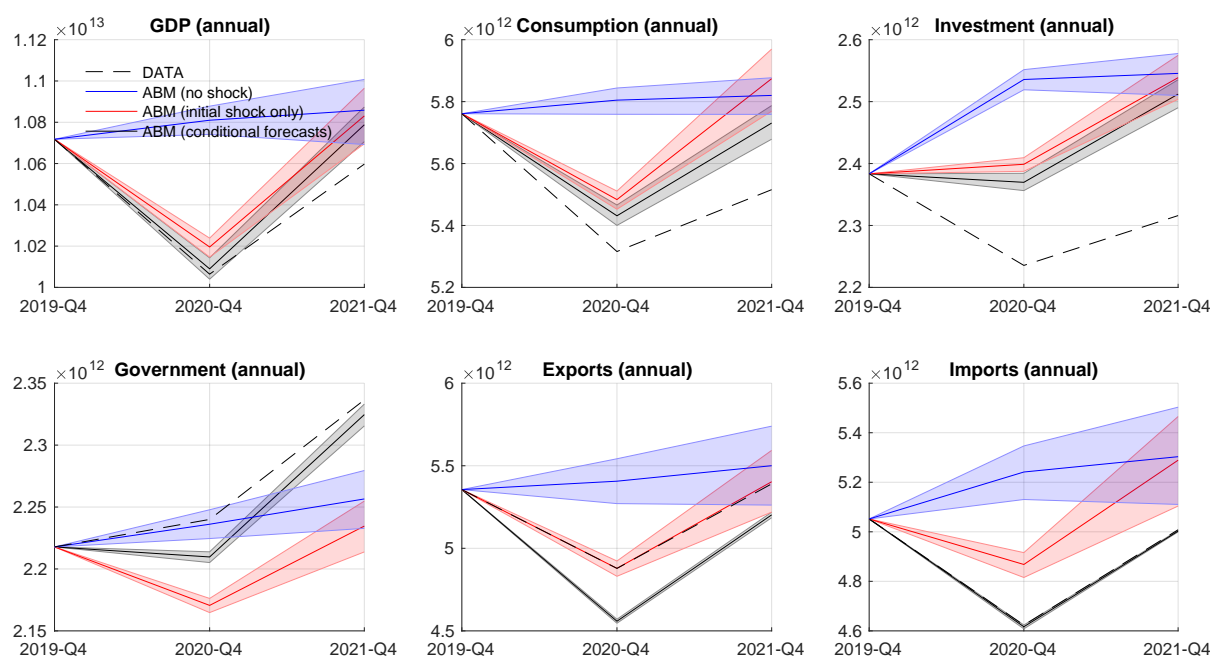 ×10^13
GDP (annual)
1.12
1.1
1.08
1.06
1.04
1.02
1
2019-Q4 2020-Q4 2021-Q4
DATA
ABM (no shock)
ABM (initial shock only)
ABM (conditional forecasts)
×10^12
Consumption (annual)
6
5.8
5.6
5.4
5.2
2019-Q4 2020-Q4 2021-Q4
×10^12
Investment (annual)
2.6
2.5
2.4
2.3
2.2
2019-Q4 2020-Q4 2021-Q4
×10^12
Government (annual)
2.35
2.3
2.25
2.2
2.15
2019-Q4 2020-Q4 2021-Q4
×10^12
Exports (annual)
6
5.5
5
4.5
2019-Q4 2020-Q4 2021-Q4
×10^12
Imports (annual)
5.6
5.4
5.2
5
4.8
4.6
2019-Q4 2020-Q4 2021-Q4